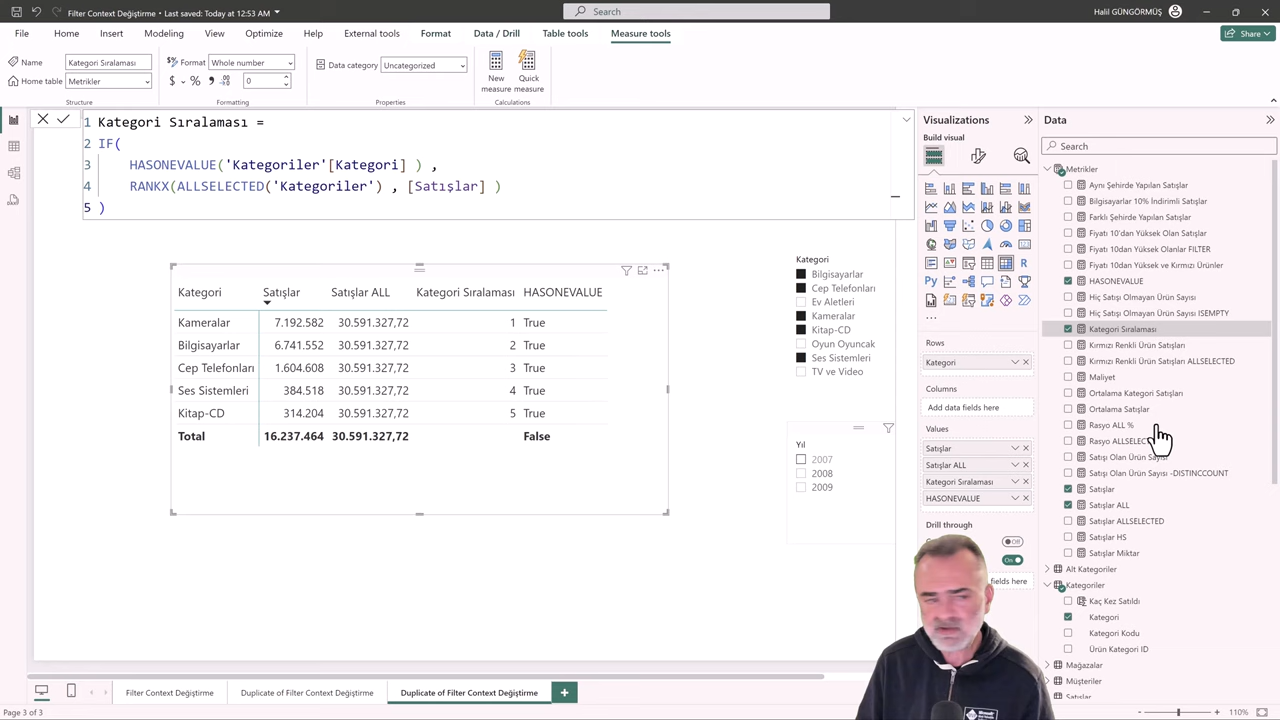 Filter Context Değiştirme • Last saved: Today at 12:53 AM
Search
Halil GÜNGÖRMÜŞ
File
Home
Insert
Modeling
View
Optimize
Help
External tools
Format
Data / Drill
Table tools
Measure tools
Share
Name
Kategori Sıralaması
Home table
Metrikler
Structure
Format
Whole number
$
%
0
Formatting
Data category
Uncategorized
Properties
New measure
Quick measure
Calculations
1 Kategori Sıralaması =
2 IF(
3 HASONEVALUE('Kategoriler'[Kategori] ) ,
4 RANKX(ALLSELECTED('Kategoriler') , [Satışlar] )
5 )
Kategori Satışlar Satışlar ALL Kategori Sıralaması HASONEVALUE
Kameralar 7.192.582 30.591.327,72 1 True
Bilgisayarlar 6.741.552 30.591.327,72 2 True
Cep Telefonları 1.604.608 30.591.327,72 3 True
Ses Sistemleri 384.518 30.591.327,72 4 True
Kitap-CD 314.204 30.591.327,72 5 True
Total 16.237.464 30.591.327,72 False
Kategori
Bilgisayarlar
Cep Telefonları
Ev Aletleri
Kameralar
Kitap-CD
Oyun Oyuncak
Ses Sistemleri
TV ve Video
Yıl
2007
2008
2009
Visualizations
Build visual
Rows
Kategori
Columns
Add data fields here
Values
Satışlar
Satışlar ALL
Kategori Sıralaması
HASONEVALUE
Drill through
Off
On
fields here
Data
Search
Metrikler
Aynı Şehirde Yapılan Satışlar
Bilgisayarlar 10% İndirimli Satışlar
Farklı Şehirde Yapılan Satışlar
Fiyatı 10'dan Yüksek Olan Satışlar
Fiyatı 10dan Yüksek Olanlar FILTER
Fiyatı 10dan Yüksek ve Kırmızı Ürünler
HASONEVALUE
Hiç Satışı Olmayan Ürün Sayısı
Hiç Satışı Olmayan Ürün Sayısı ISEMPTY
Kategori Sıralaması
Kırmızı Renkli Ürün Satışları
Kırmızı Renkli Ürün Satışları ALLSELECTED
Maliyet
Ortalama Kategori Satışları
Ortalama Satışlar
Rasyo ALL %
Rasyo ALLSELEC
Satışı Olan Ürün Sayısı
Satışı Olan Ürün Sayısı -DISTINCCOUNT
Satışlar
Satışlar ALL
Satışlar ALLSELECTED
Satışlar HS
Satışlar Miktar
Alt Kategoriler
Kategoriler
Kaç Kez Satıldı
Kategori
Kategori Kodu
Ürün Kategori ID
Mağazalar
Müşteriler
Satışlar
Filter Context Değiştirme
Duplicate of Filter Context Değiştirme
Duplicate of Filter Context Değiştirme
Page 3 of 3
110%